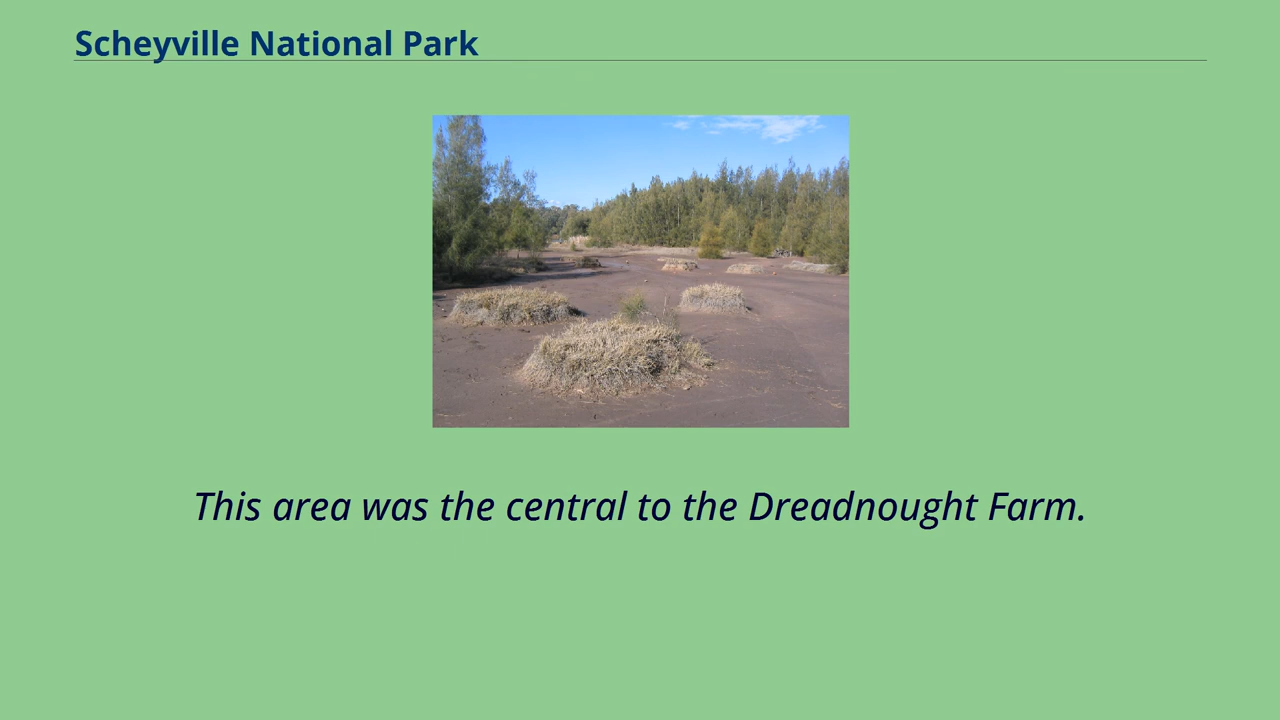 Scheyville National Park
This area was the central to the Dreadnought Farm.